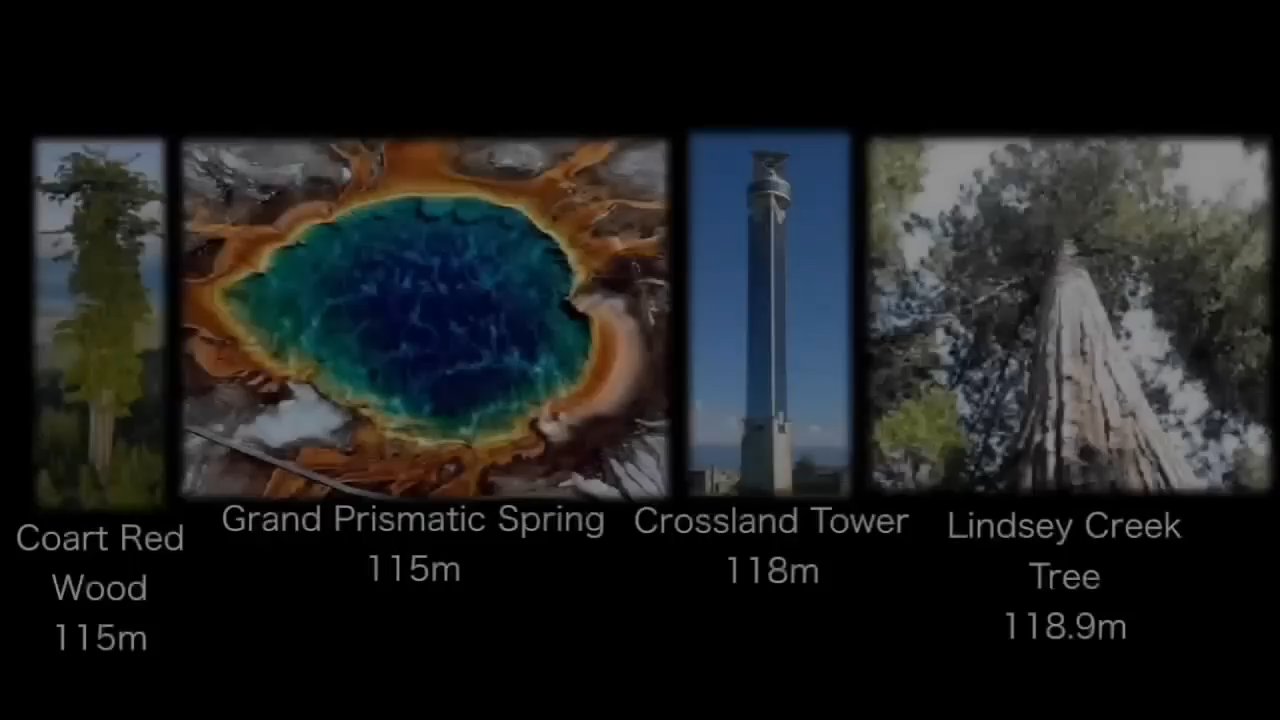 Coart Red
Wood
115m
Grand Prismatic Spring
115m
Crossland Tower
118m
Lindsey Creek
Tree
118.9m